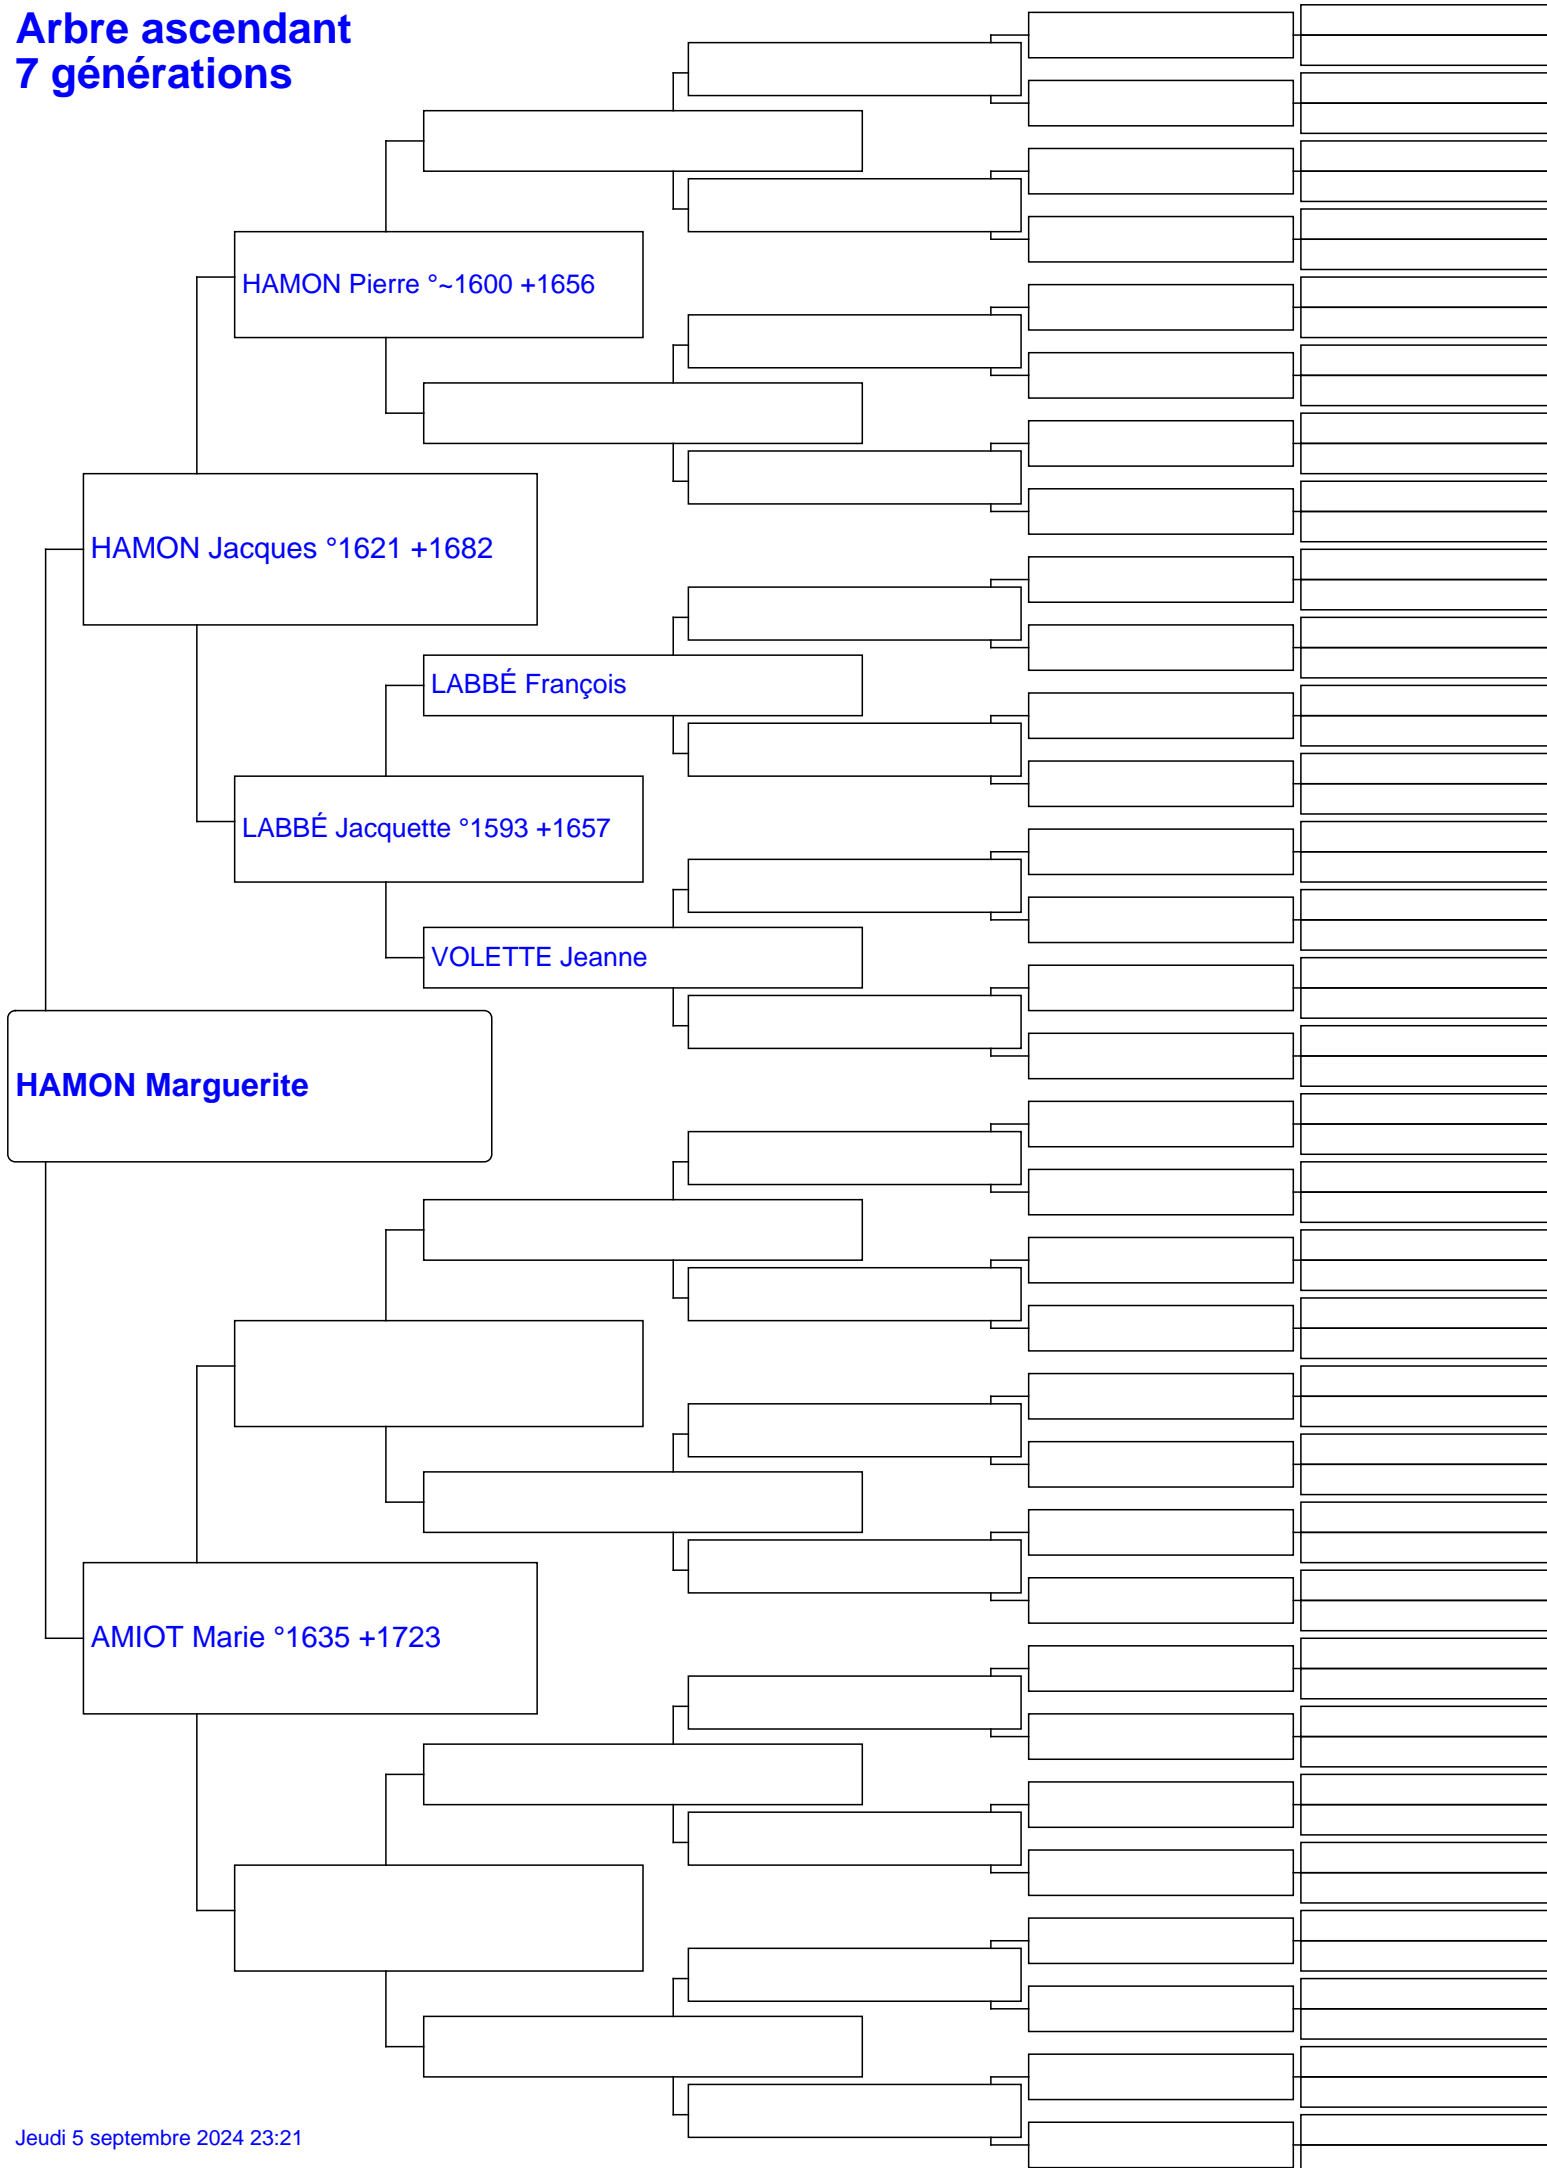 Arbre ascendant
7 générations
HAMON Pierre °~1600 +1656
HAMON Jacques °1621 +1682
LABBÉ François
LABBÉ Jacquette °1593 +1657
VOLETTE Jeanne
HAMON Marguerite
AMIOT Marie °1635 +1723
Jeudi 5 septembre 2024 23:21